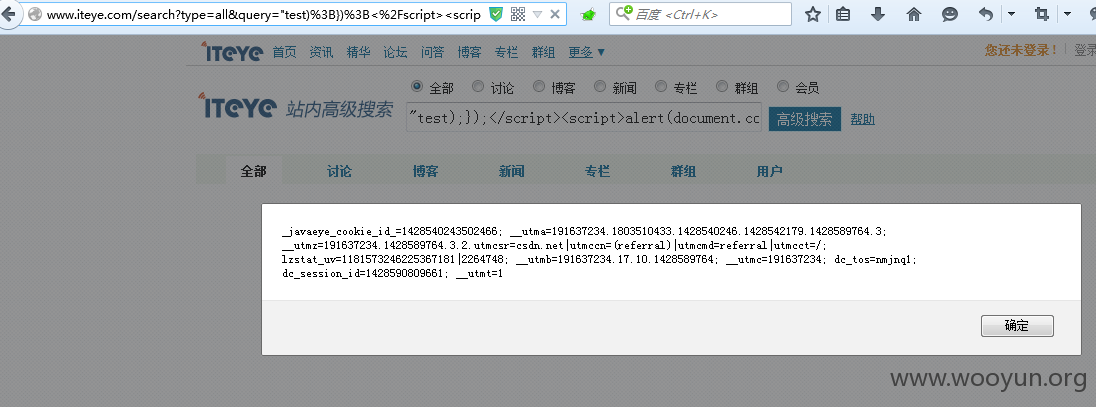 www.iteye.com/search?type=all&query="test)%3B})%3B<%2Fscript><scrip
百度 <Ctrl+K>
ITeye 首页 资讯 精华 论坛 问答 博客 专栏 群组 更多 ▼ 您还未登录! 登录
全部 讨论 博客 新闻 专栏 群组 会员
ITeye 站内高级搜索 "test);});</script><script>alert(document.cc 高级搜索 帮助
全部 讨论 博客 新闻 专栏 群组 用户
_javaeye_cookie_id_=1428540243502466; __utma=191637234.1803510433.1428540246.1428542179.1428589764.3;
__utmz=191637234.1428589764.3.2.utmcsr=csdn.net|utmccn=(referral)|utmcmd=referral|utmcct=/;
lzstat_uv=1181573246225367181|2264748; __utmb=191637234.17.10.1428589764; __utmc=191637234; dc_tos=nmjnq1;
dc_session_id=1428590809661; __utmt=1
确定
www.wooyun.org